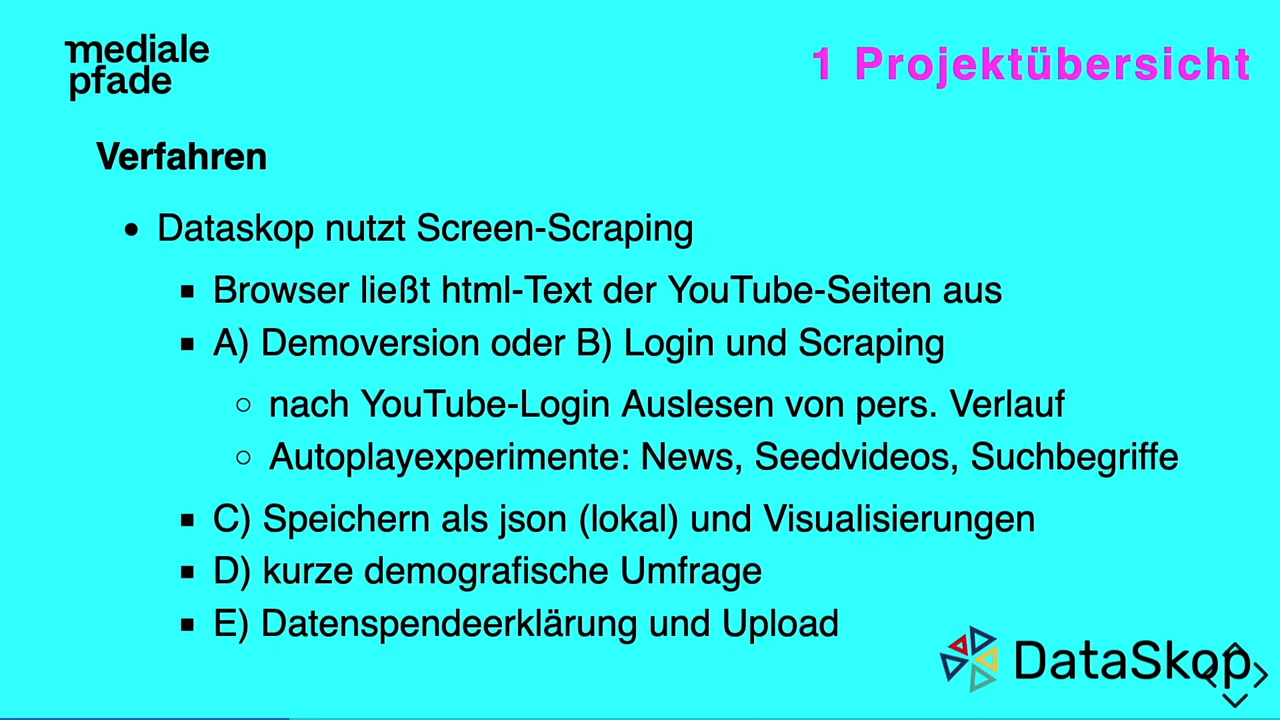 mediale
pfade
1 Projektübersicht
Verfahren
Dataskop nutzt Screen-Scraping
Browser ließt html-Text der YouTube-Seiten aus
A) Demoversion oder B) Login und Scraping
nach YouTube-Login Auslesen von pers. Verlauf
Autoplayexperimente: News, Seedvideos, Suchbegriffe
C) Speichern als json (lokal) und Visualisierungen
D) kurze demografische Umfrage
E) Datenspendeerklärung und Upload
DataSkop